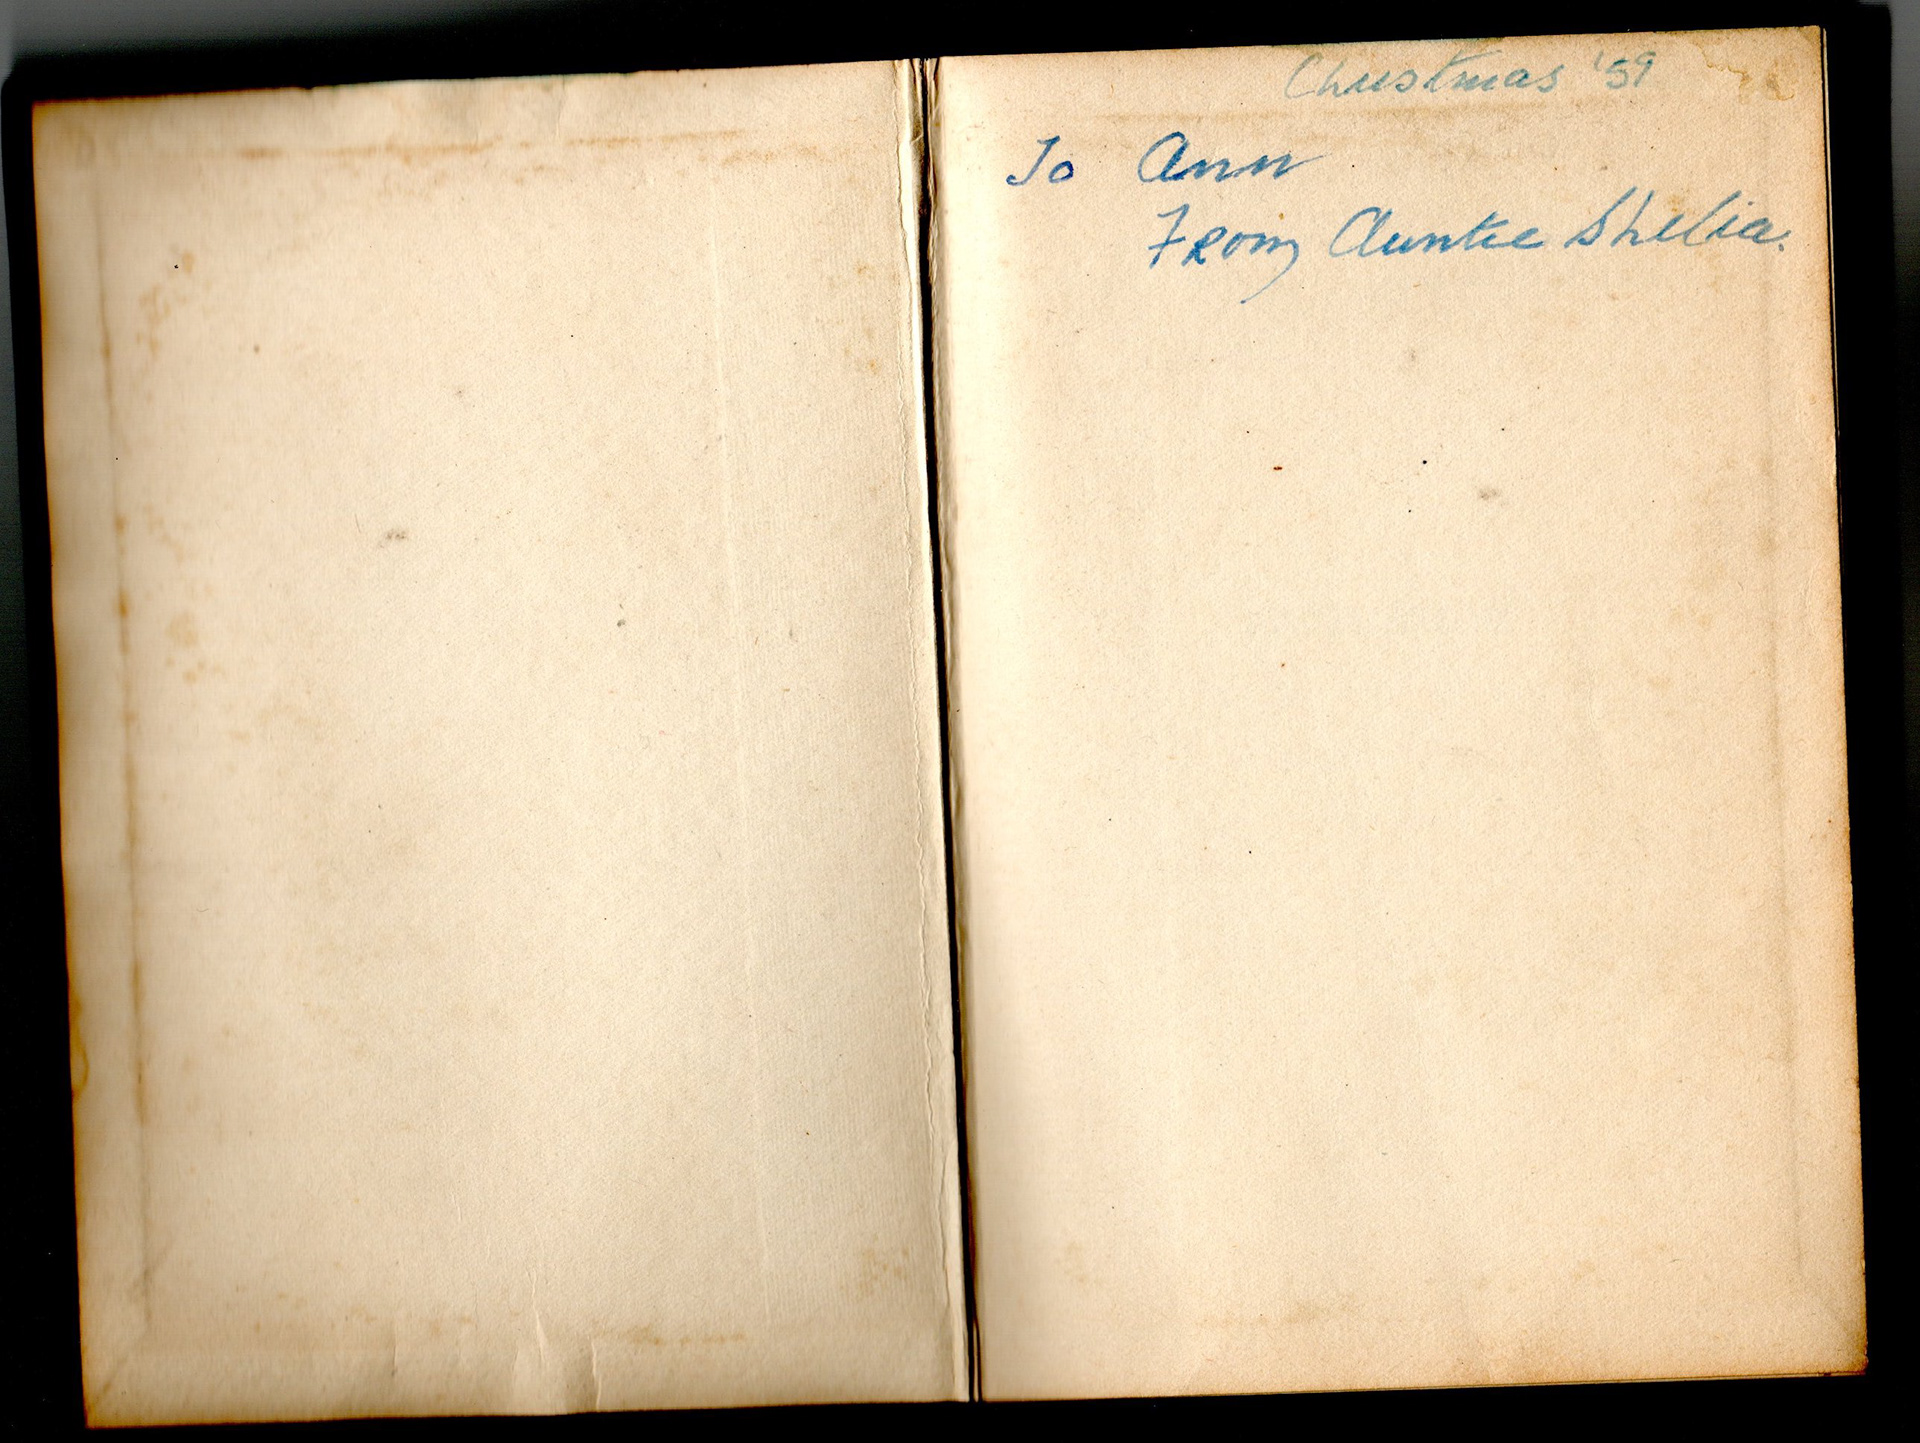 Christmas '59
To Ann
From Auntie Shelia.